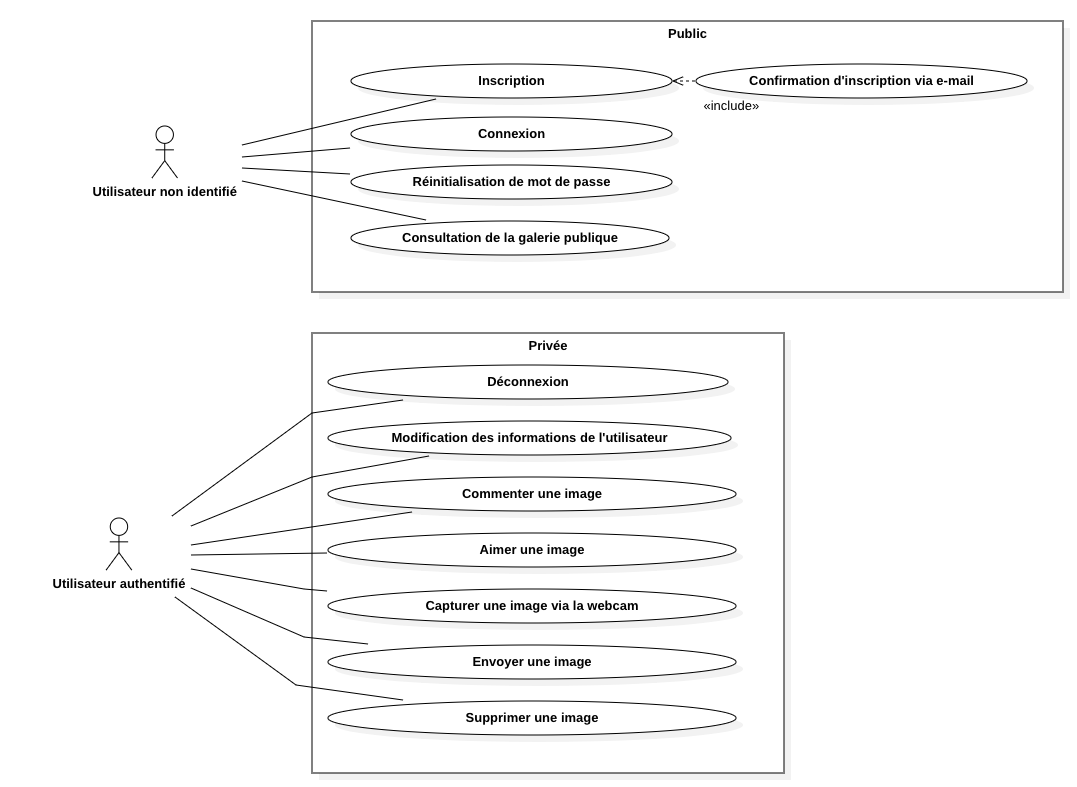 Public
Inscription
Confirmation d'inscription via e-mail
«include»
Connexion
Réinitialisation de mot de passe
Utilisateur non identifié
Consultation de la galerie publique
Privée
Déconnexion
Modification des informations de l'utilisateur
Commenter une image
Aimer une image
Utilisateur authentifié
Capturer une image via la webcam
Envoyer une image
Supprimer une image